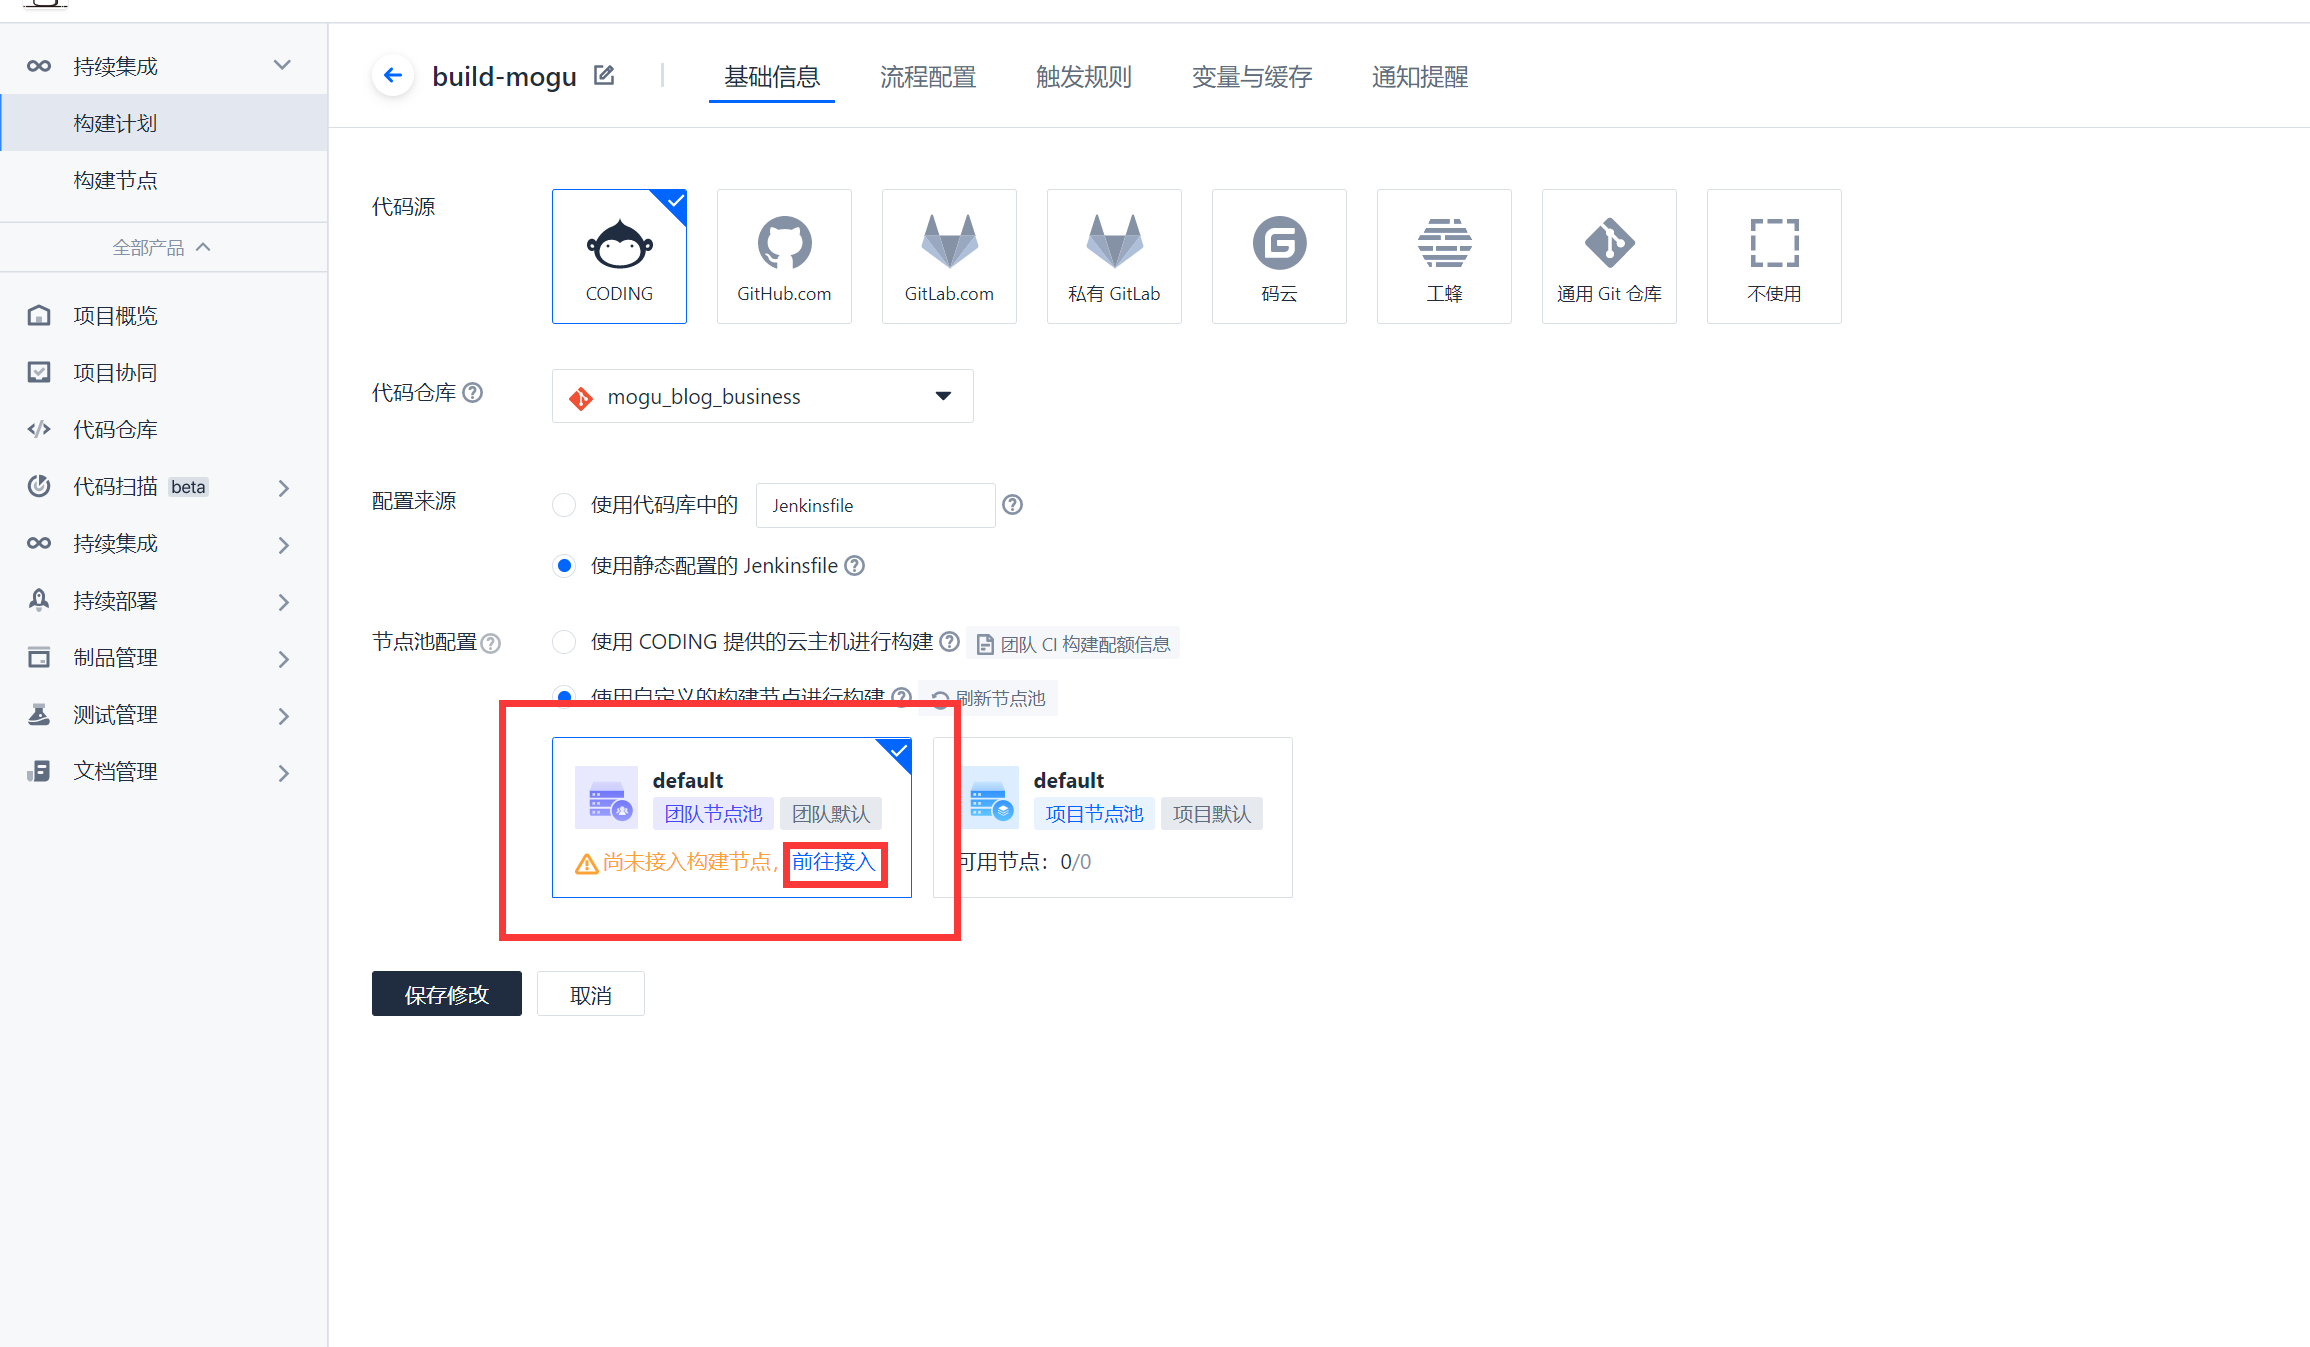 持续集成
构建计划
构建节点
全部产品
项目概览
项目协同
代码仓库
代码扫描 beta
持续集成
持续部署
制品管理
测试管理
文档管理
build-mogu
基础信息 流程配置 触发规则 变量与缓存 通知提醒
代码源
CODING GitHub.com GitLab.com 私有 GitLab 码云 工蜂 通用 Git 仓库 不使用
代码仓库 mogu_blog_business
配置来源 使用代码库中的 Jenkinsfile
使用静态配置的 Jenkinsfile
节点池配置 使用 CODING 提供的云主机进行构建 团队 CI 构建配额信息
使用自定义的构建节点进行构建 刷新节点池
default
团队节点池 团队默认
尚未接入构建节点, 前往接入
default
项目节点池 项目默认
可用节点: 0/0
保存修改 取消